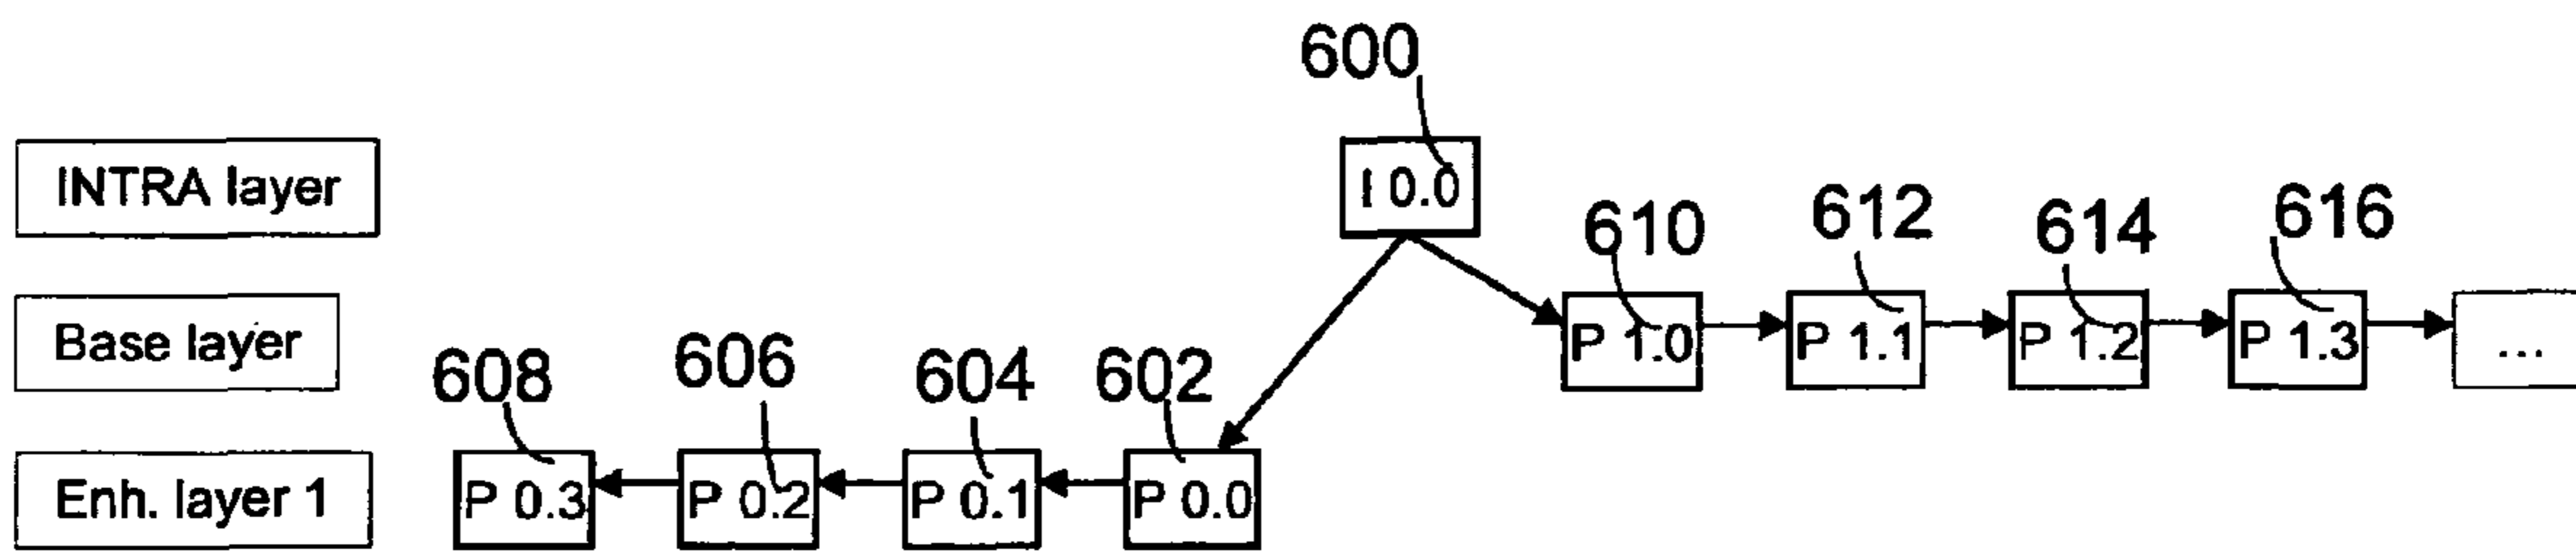 600
INTRA layer
I 0.0
610 612 614 616
Base layer
P 1.0 P 1.1 P 1.2 P 1.3 ...
608 606 604 602
Enh. layer 1
P 0.3 P 0.2 P 0.1 P 0.0